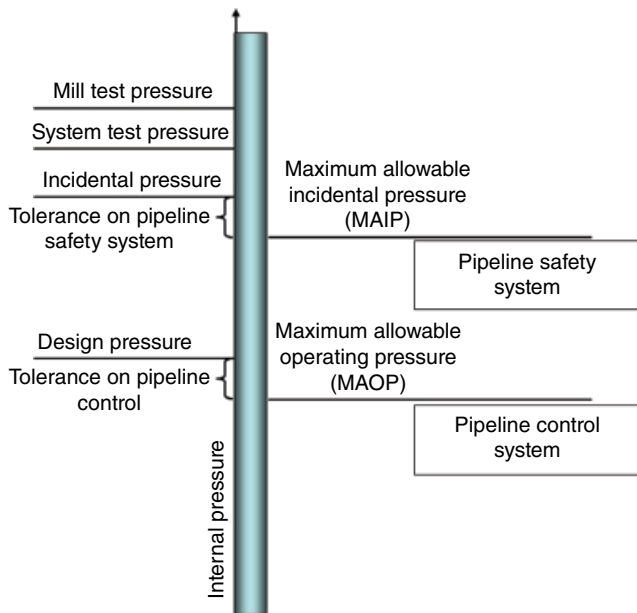 Mill test pressure
System test pressure
Incidental pressure
Tolerance on pipeline
safety system
Maximum allowable
incidental pressure
(MAIP)
Pipeline safety
system
Design pressure
Tolerance on pipeline
control
Maximum allowable
operating pressure
(MAOP)
Pipeline control
system
Internal pressure